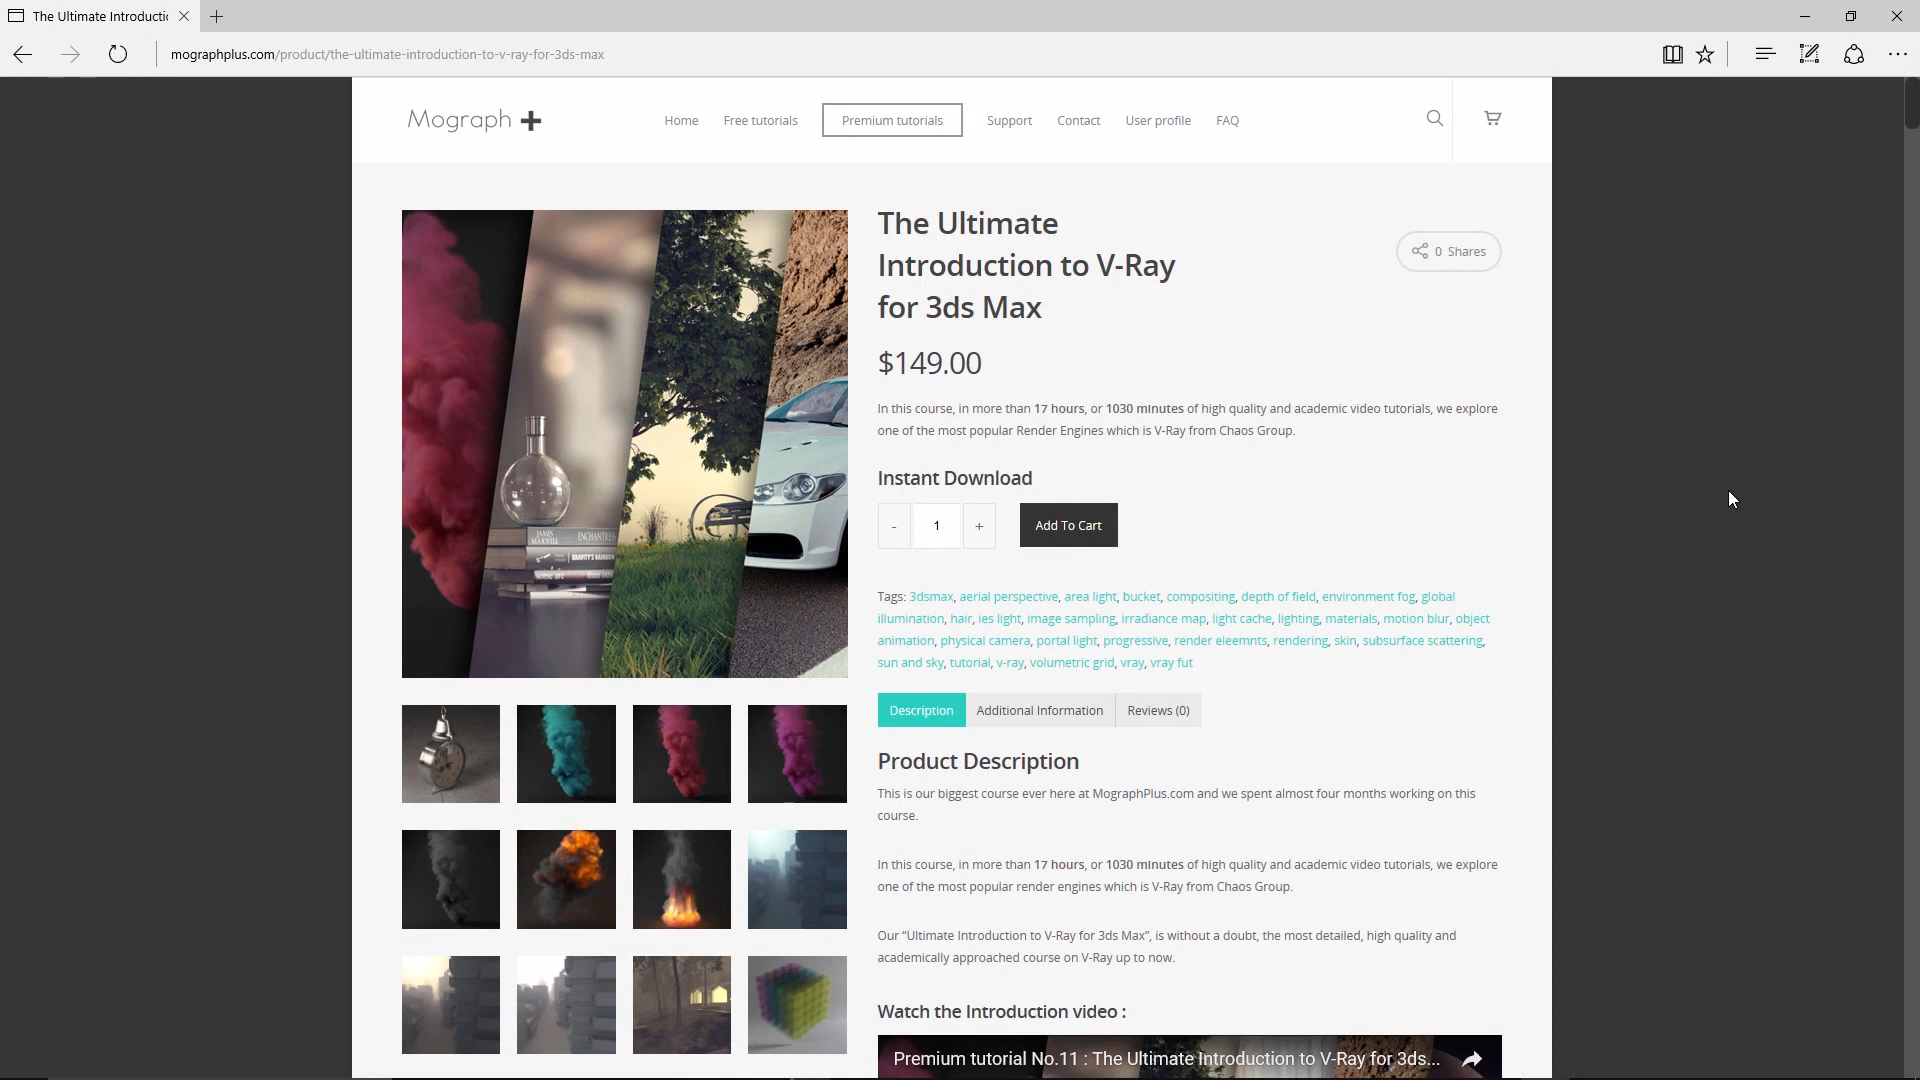 The Ultimate Introductic
mographplus.com/product/the-ultimate-introduction-to-v-ray-for-3ds-max
Mograph
Home Free tutorials Premium tutorials Support Contact User profile FAQ
The Ultimate
Introduction to V-Ray
for 3ds Max
0 Shares
$149.00
In this course, in more than 17 hours, or 1030 minutes of high quality and academic video tutorials, we explore
one of the most popular Render Engines which is V-Ray from Chaos Group.
Instant Download
- 1 + Add To Cart
JAMES MAXWELL ENCHANTRESS
GRAVITY'S RAINBOW
Tags: 3dsmax, aerial perspective, area light, bucket, compositing, depth of field, environment fog, global
illumination, hair, ies light, image sampling, irradiance map, light cache, lighting, materials, motion blur, object
animation, physical camera, portal light, progressive, render eleemnts, rendering, skin, subsurface scattering,
sun and sky, tutorial, v-ray, volumetric grid, vray, vray fut
Description Additional Information Reviews (0)
Product Description
This is our biggest course ever here at MographPlus.com and we spent almost four months working on this
course.
In this course, in more than 17 hours, or 1030 minutes of high quality and academic video tutorials, we explore
one of the most popular render engines which is V-Ray from Chaos Group.
Our “Ultimate Introduction to V-Ray for 3ds Max”, is without a doubt, the most detailed, high quality and
academically approached course on V-Ray up to now.
Watch the Introduction video :
Premium tutorial No.11 : The Ultimate Introduction to V-Ray for 3ds...